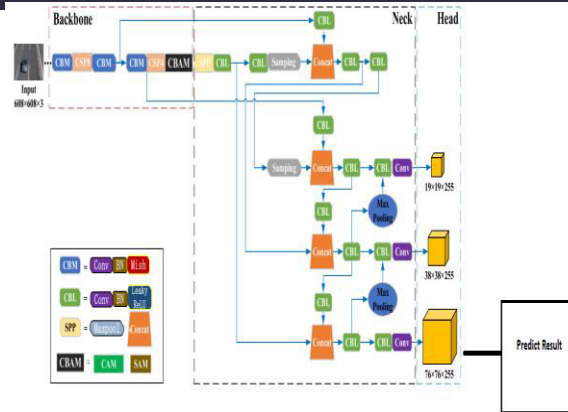 Backbone
Neck
Head
CBL
CBM CSP8 CBM CBM CSP4 CBAM SPP CBL CBL Samping Concat CBL CBL
Input
608×608×3
CBL
Samping Concat CBL CBL Conv
19×19×255
CBL
Max
Pooling
Concat CBL CBL Conv
38×38×255
CBL
Max
Pooling
Concat CBL CBL Conv
76×76×255
Predict Result
CBM = Conv BN Mish
CBL = Conv BN Leaky
ReLU
SPP = Maxpool Concat
CBAM = CAM SAM